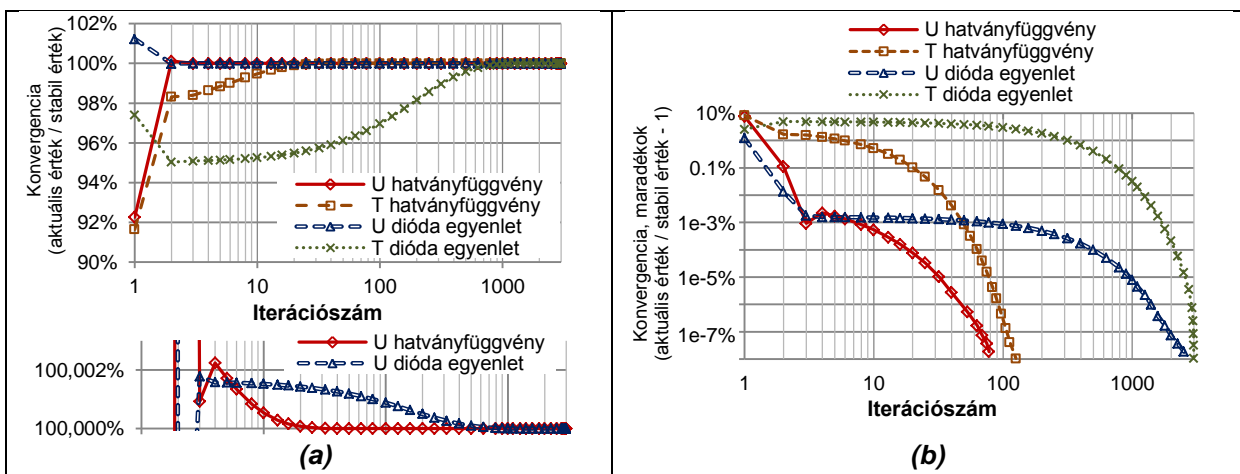 102%
100%
98%
96%
94%
92%
90%
Konvergencia
(aktuális érték / stabil érték)
U hatványfüggvény
T hatványfüggvény
U dióda egyenlet
T dióda egyenlet
1
10
100
1000
Iterációszám
U hatványfüggvény
U dióda egyenlet
100,002%
100,000%
(a)
U hatványfüggvény
T hatványfüggvény
U dióda egyenlet
T dióda egyenlet
10%
0.1%
1e-3%
1e-5%
1e-7%
Konvergencia, maradékok
(aktuális érték / stabil érték - 1)
1
10
100
1000
Iterációszám
(b)